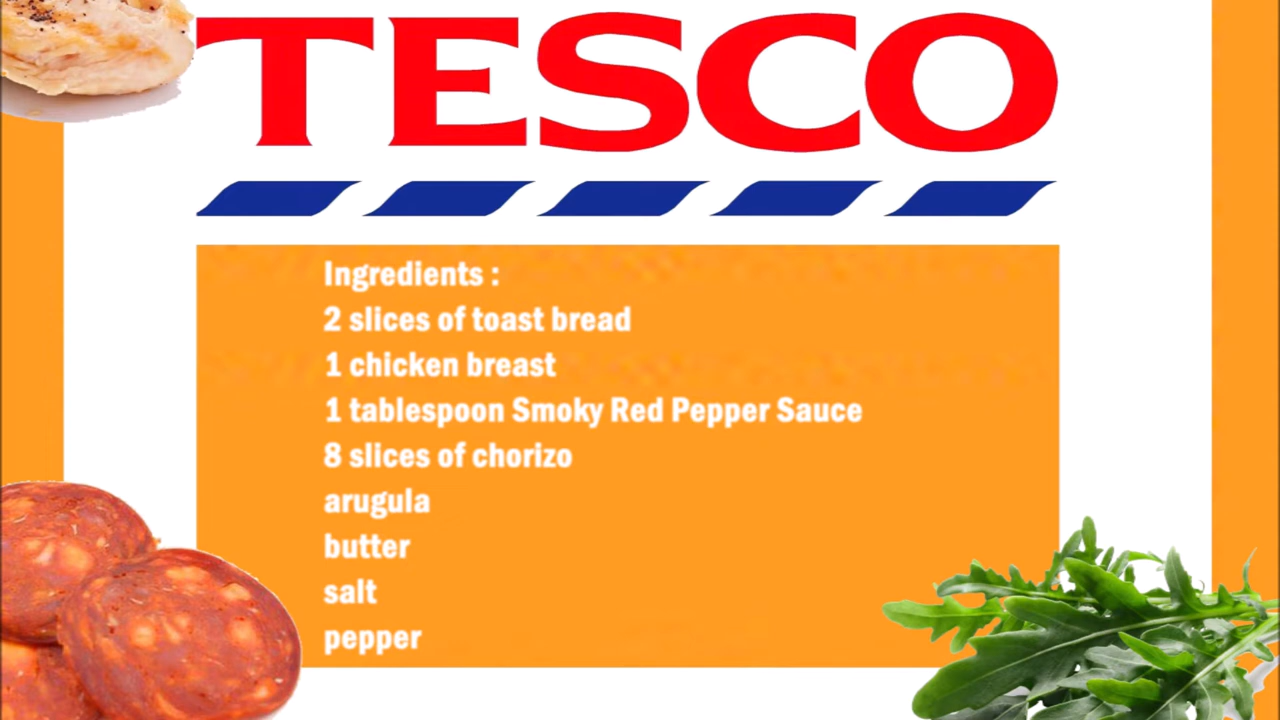 TESCO
Ingredients :
2 slices of toast bread
1 chicken breast
1 tablespoon Smoky Red Pepper Sauce
8 slices of chorizo
arugula
butter
salt
pepper